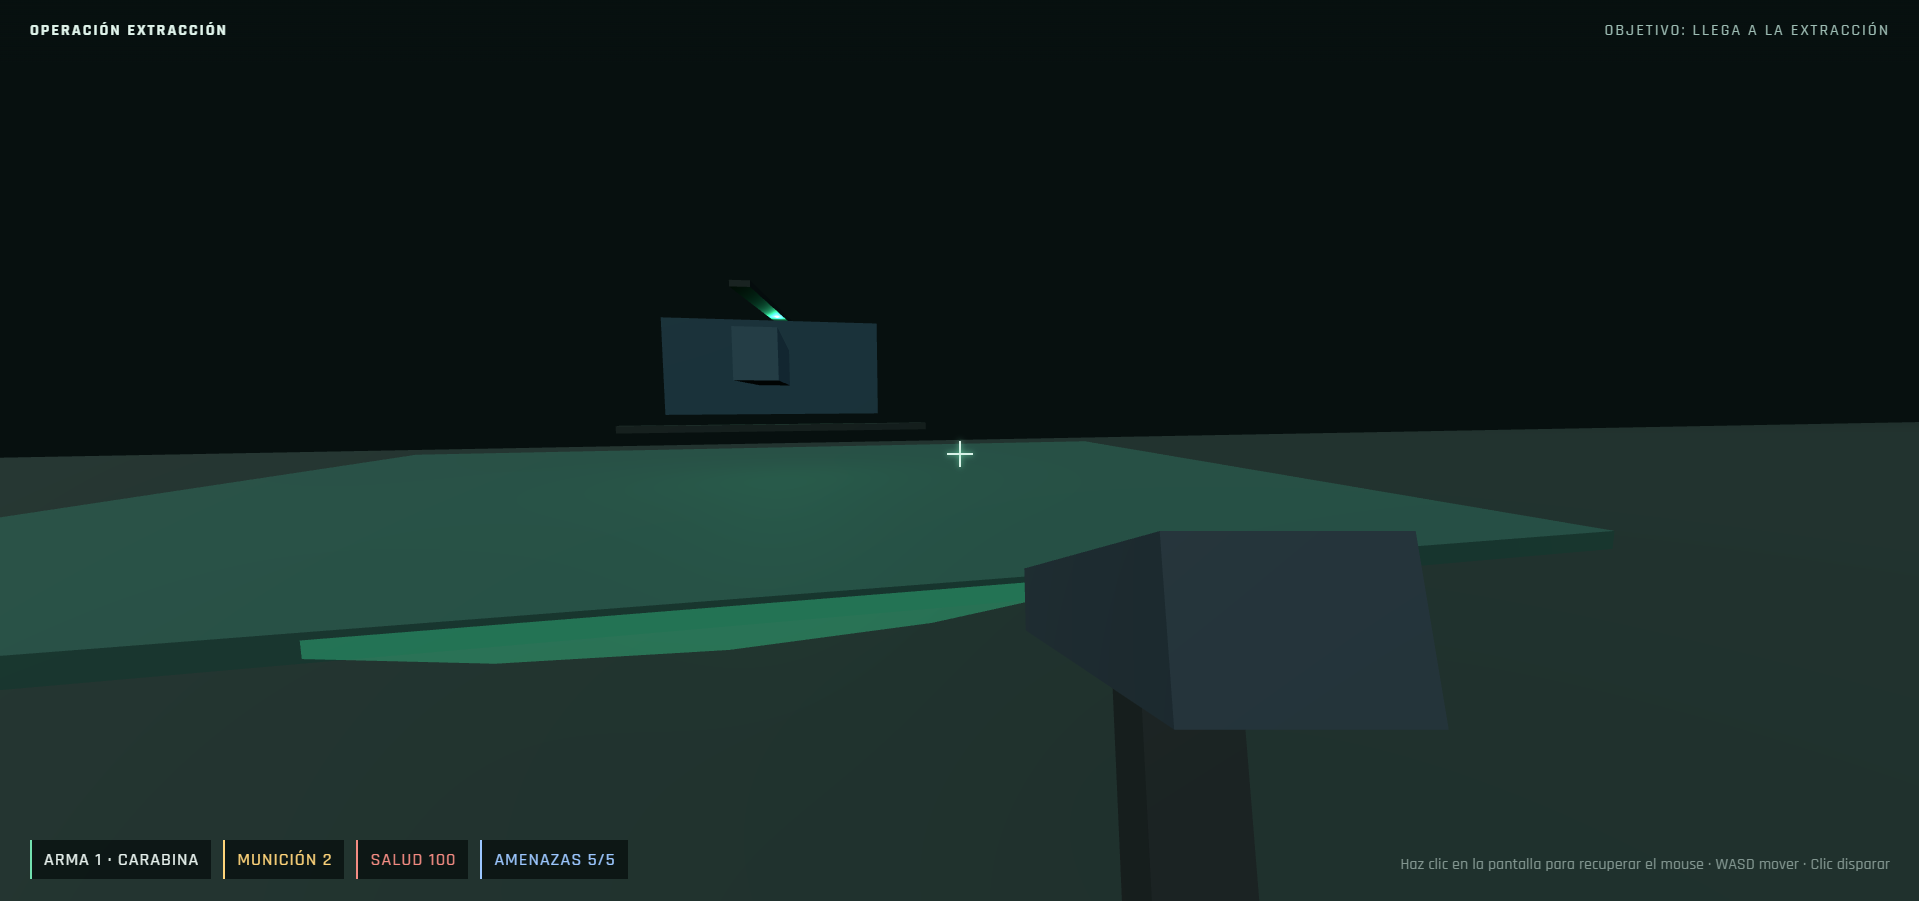 OPERACIÓN EXTRACCIÓN
OBJETIVO: LLEGA A LA EXTRACCIÓN
ARMA 1 · CARABINA
MUNICIÓN 2
SALUD 100
AMENAZAS 5/5
Haz clic en la pantalla para recuperar el mouse · WASD mover · Clic disparar